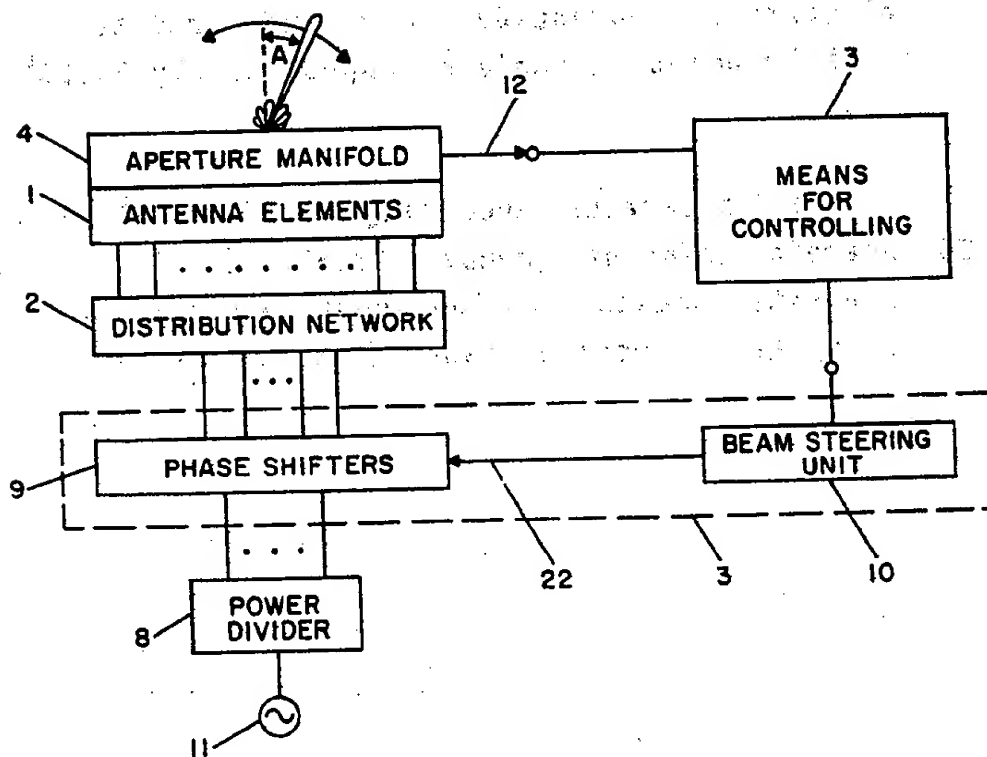 A
12
3
4
APERTURE MANIFOLD
MEANS
FOR
CONTROLLING
1
ANTENNA ELEMENTS
2
DISTRIBUTION NETWORK
BEAM STEERING
UNIT
PHASE SHIFTERS
9
22
3
10
POWER
DIVIDER
8
11